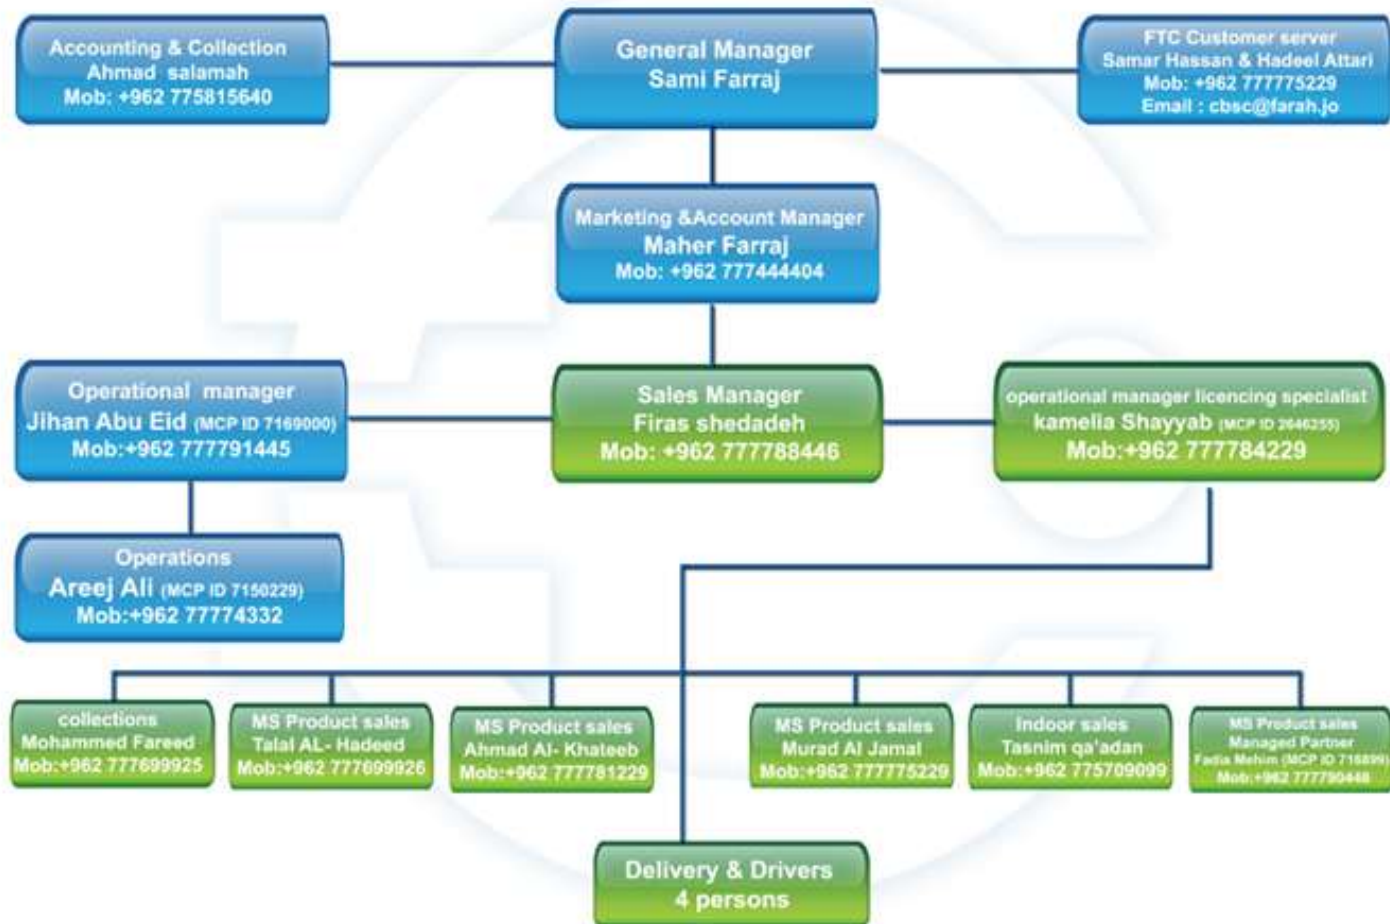 Accounting & Collection
Ahmad salamah
Mob: +962 775815640
General Manager
Sami Farraj
FTC Customer server
Samar Hassan & Hadeel Attari
Mob: +962 777775229
Email : cbsc@farah.jo
Marketing &Account Manager
Maher Farraj
Mob: +962 777444404
Operational manager
Jihan Abu Eid (MCP ID 7169000)
Mob:+962 777791445
Sales Manager
Firas shedadeh
Mob: +962 777788446
operational manager licencing specialist
kamelia Shayyab (MCP ID 2646255)
Mob:+962 777784229
Operations
Areej Ali (MCP ID 7150229)
Mob:+962 77774332
collections
Mohammed Fareed
Mob:+962 777699925
MS Product sales
Talal AL- Hadeed
Mob:+962 777699926
MS Product sales
Ahmad Al- Khateeb
Mob:+962 777781229
MS Product sales
Murad Al Jamal
Mob:+962 777775229
Indoor sales
Tasnim qa'adan
Mob:+962 775709099
MS Product sales
Managed Partner
Fadia Mehim (MCP ID 716899)
Mob:+962 777790448
Delivery & Drivers
4 persons